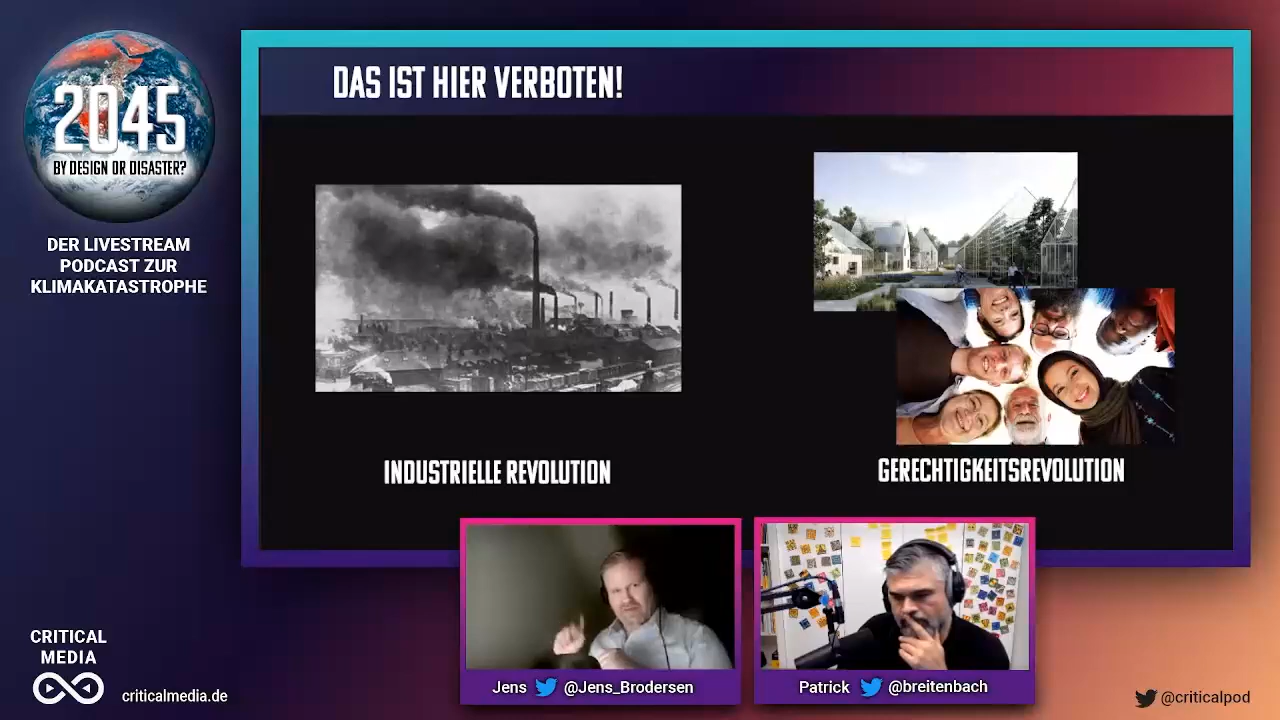 2045
BY DESIGN OR DISASTER?
DER LIVESTREAM
PODCAST ZUR
KLIMAKATASTROPHE
DAS IST HIER VERBOTEN!
INDUSTRIELLE REVOLUTION
GERECHTIGKEITSREVOLUTION
Jens @Jens_Brodersen
Patrick @breitenbach
CRITICAL
MEDIA
criticalmedia.de
@criticalpod